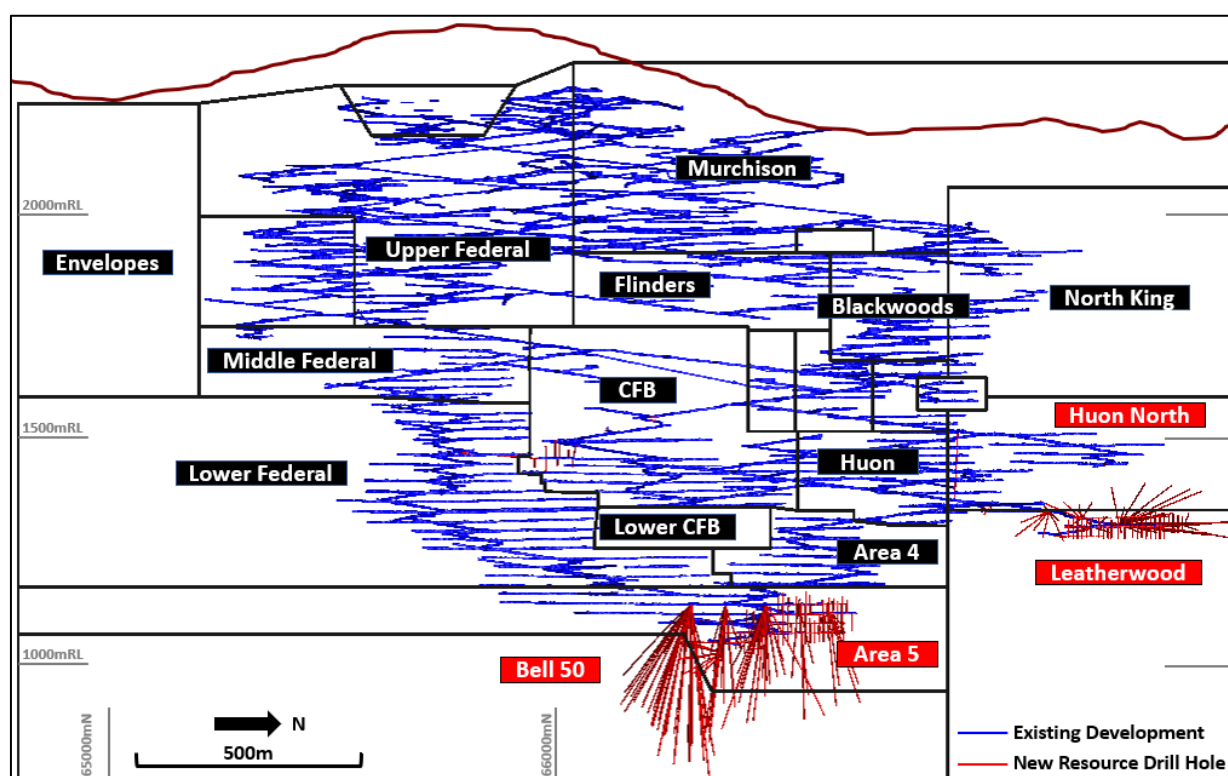 Murchison
2000mRL
Envelopes
Upper Federal
Flinders
Blackwoods
North King
Middle Federal
CFB
Huon North
1500mRL
Lower Federal
Huon
Lower CFB
Area 4
Leatherwood
1000mRL
Bell 50
Area 5
65000mN
66000mN
N
500m
Existing Development
New Resource Drill Hole